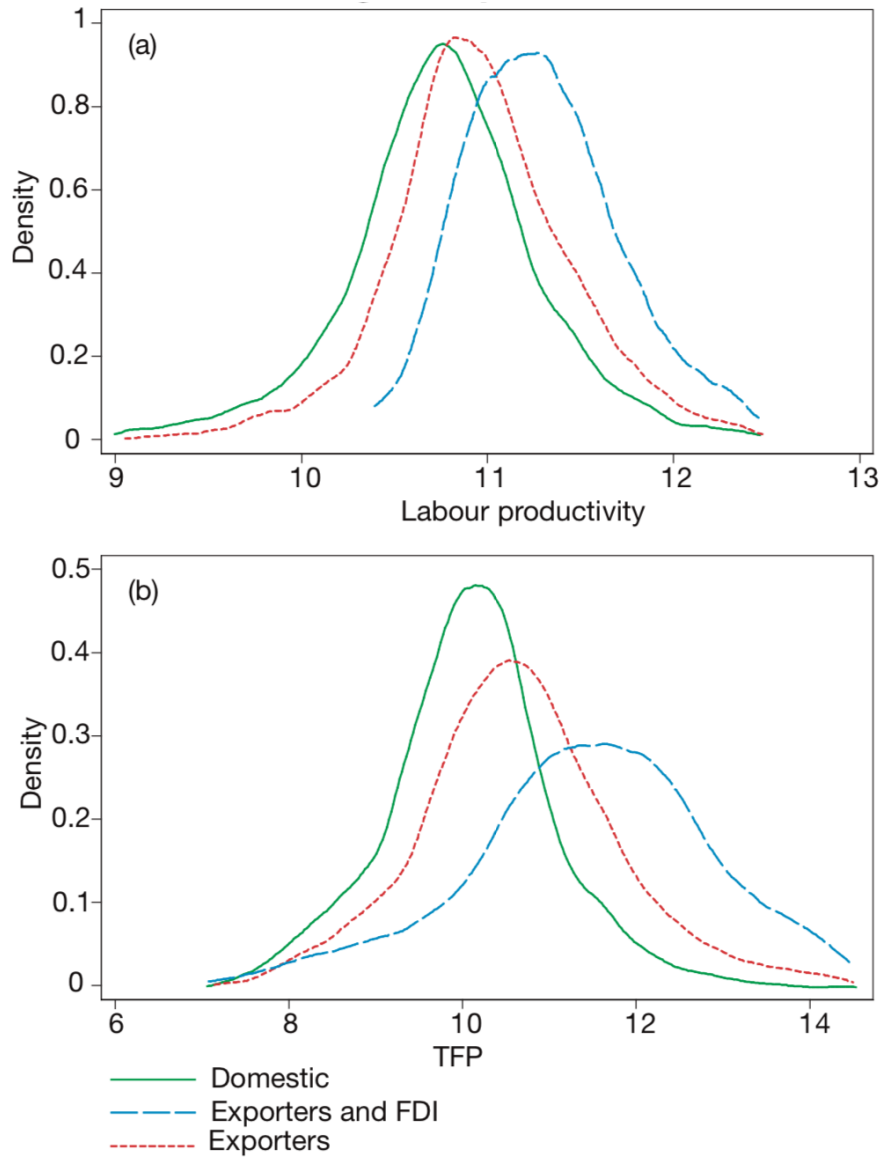 1
(a)
0.8
0.6
0.4
0.2
0
Density
9 10 11 12 13
Labour productivity
0.5
(b)
0.4
0.3
0.2
0.1
0
Density
6 8 10 12 14
TFP
Domestic
Exporters and FDI
Exporters